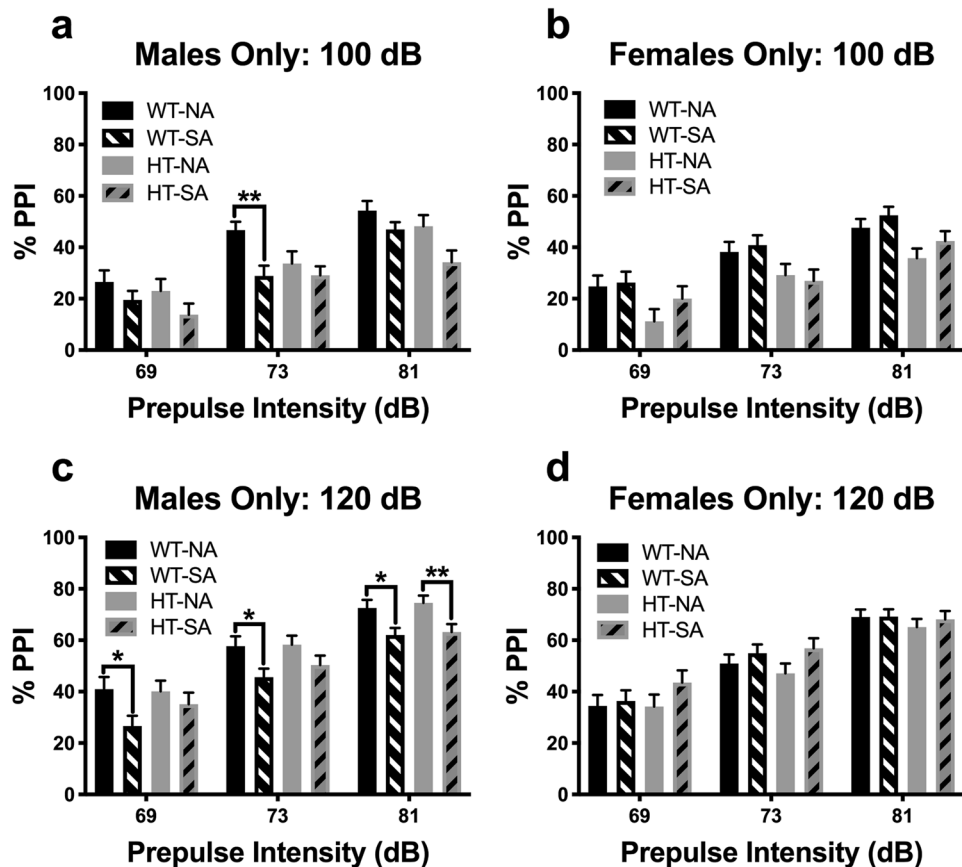 a
Males Only: 100 dB
% PPI
100
80
60
40
20
0
WT-NA
WT-SA
HT-NA
HT-SA
**
69
73
81
Prepulse Intensity (dB)
b
Females Only: 100 dB
% PPI
100
80
60
40
20
0
WT-NA
WT-SA
HT-NA
HT-SA
69
73
81
Prepulse Intensity (dB)
c
Males Only: 120 dB
% PPI
100
80
60
40
20
0
WT-NA
WT-SA
HT-NA
HT-SA
*
*
*
**
69
73
81
Prepulse Intensity (dB)
d
Females Only: 120 dB
% PPI
100
80
60
40
20
0
WT-NA
WT-SA
HT-NA
HT-SA
69
73
81
Prepulse Intensity (dB)